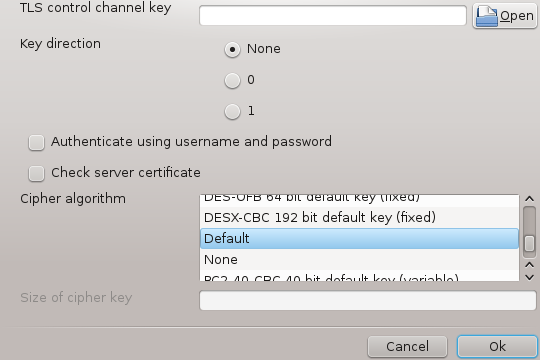 TLS control channel key
Open
Key direction
None
0
1
Authenticate using username and password
Check server certificate
Cipher algorithm
DES-OFB 64 bit default key (fixed)
DESX-CBC 192 bit default key (fixed)
Default
None
RC2-40-CBC 40 bit default key (variable)
Size of cipher key
Cancel
Ok